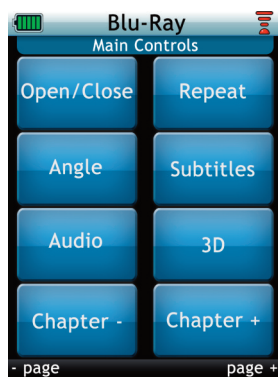 Blu-Ray
Main Controls
Open/Close Repeat
Angle Subtitles
Audio 3D
Chapter - Chapter +
- page page +